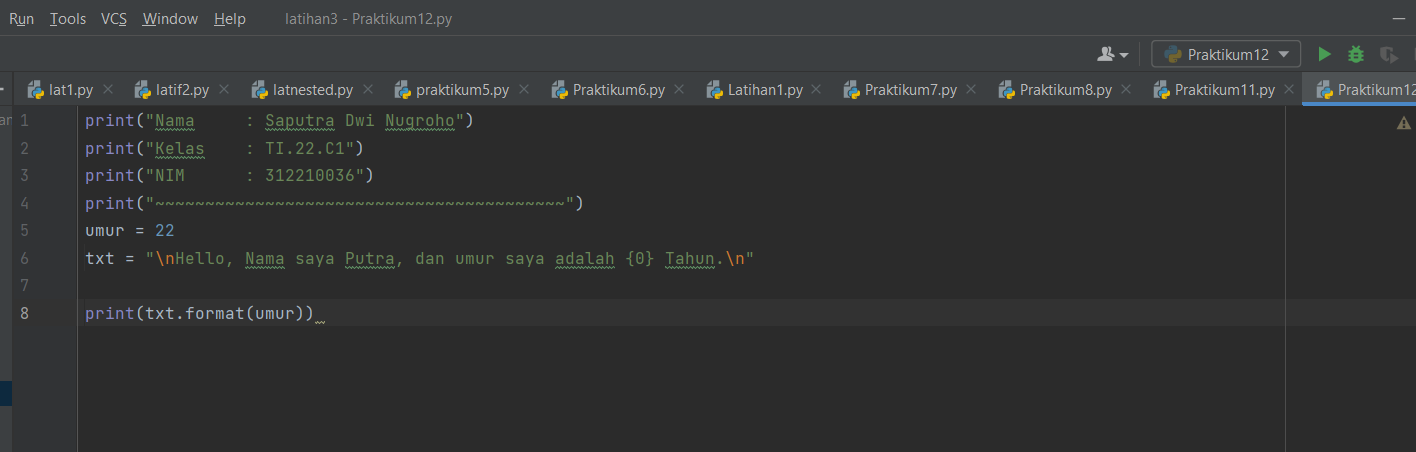 Run Tools VCS Window Help latihan3 - Praktikum12.py
Praktikum12
lat1.py latif2.py latnested.py praktikum5.py Praktikum6.py Latihan1.py Praktikum7.py Praktikum8.py Praktikum11.py Praktikum12
1 print("Nama     : Saputra Dwi Nugroho")
2 print("Kelas    : TI.22.C1")
3 print("NIM      : 312210036")
4 print("~~~~~~~~~~~~~~~~~~~~~~~~~~~~~~~~~~~~~~~~~")
5 umur = 22
6 txt = "\nHello, Nama saya Putra, dan umur saya adalah {0} Tahun.\n"
7
8 print(txt.format(umur))